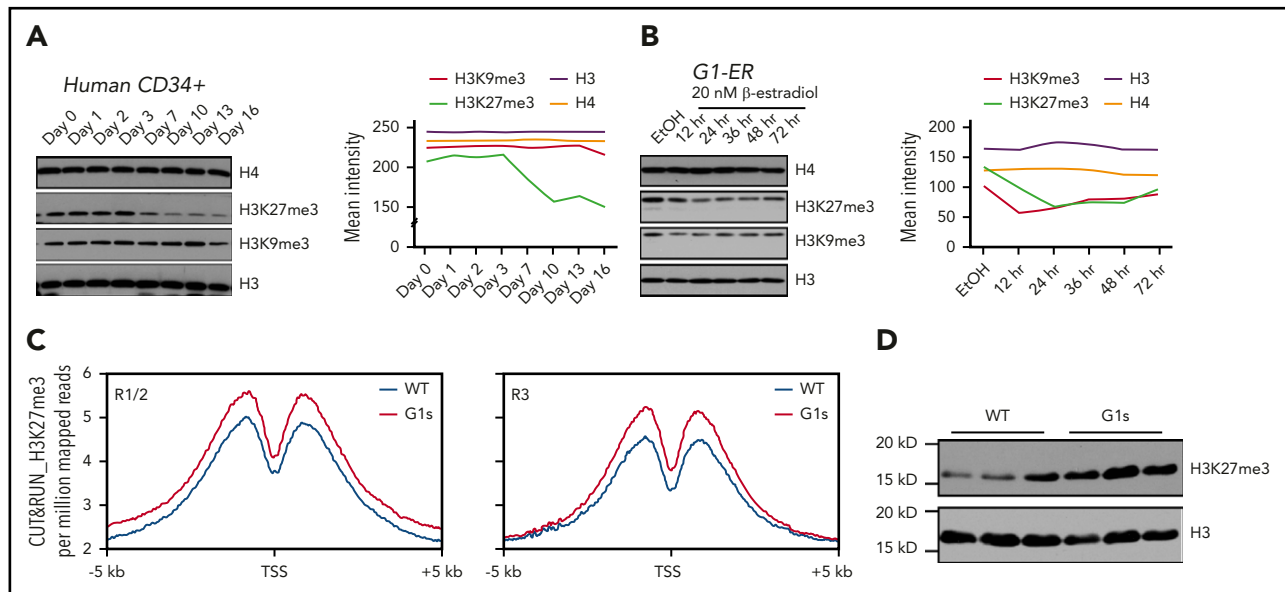 A
Human CD34+
Day 0
Day 1
Day 2
Day 3
Day 7
Day 10
Day 13
Day 16
H4
H3K27me3
H3K9me3
H3
H3K9me3
H3
H3K27me3
H4
Mean intensity
250
200
150
0
Day 0
Day 1
Day 2
Day 3
Day 7
Day 10
Day 13
Day 16
B
G1-ER
20 nM β-estradiol
EtOH
12 hr
24 hr
36 hr
48 hr
72 hr
H4
H3K27me3
H3K9me3
H3
H3K9me3
H3
H3K27me3
H4
Mean intensity
200
150
100
50
0
EtOH
12 hr
24 hr
36 hr
48 hr
72 hr
C
CUT&RUN_H3K27me3
per million mapped reads
6
5
4
3
2
R1/2
WT
G1s
-5 kb
TSS
+5 kb
R3
WT
G1s
-5 kb
TSS
+5 kb
D
WT
G1s
20 kD
15 kD
H3K27me3
20 kD
15 kD
H3